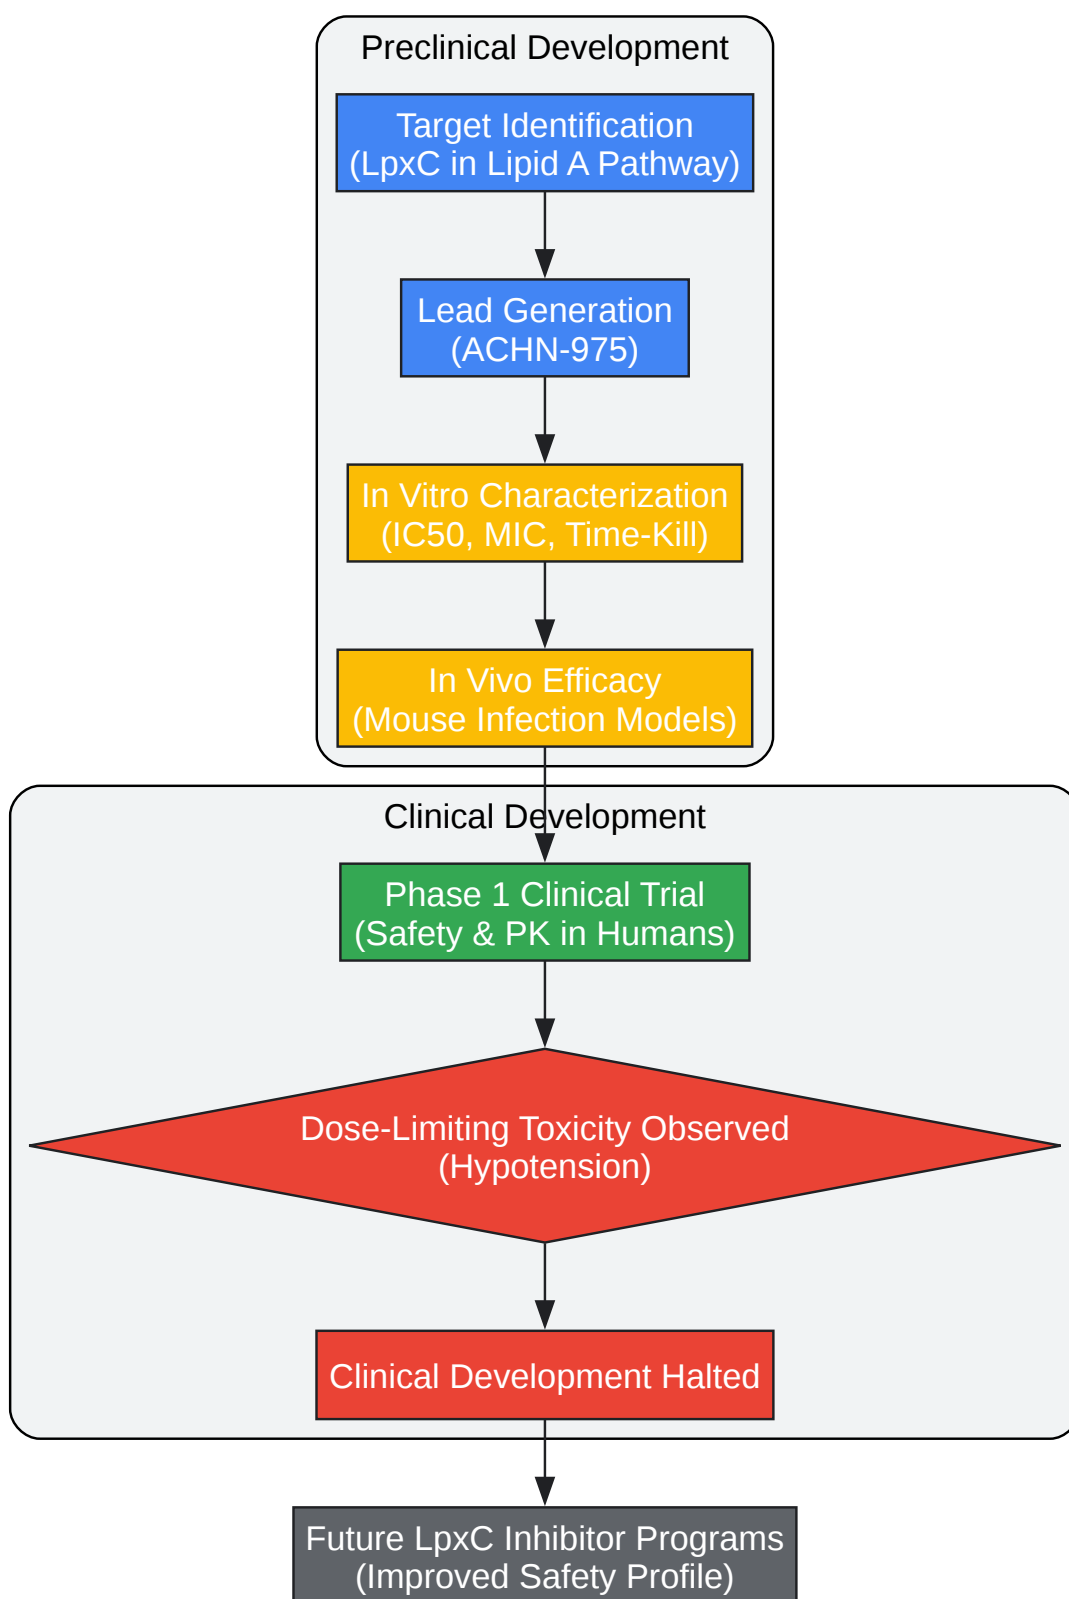 Preclinical Development
Target Identification
(LpxC in Lipid A Pathway)
Lead Generation
(ACHN-975)
In Vitro Characterization
(IC50, MIC, Time-Kill)
In Vivo Efficacy
(Mouse Infection Models)
Clinical Development
Phase 1 Clinical Trial
(Safety & PK in Humans)
Dose-Limiting Toxicity Observed
(Hypotension)
Clinical Development Halted
Future LpxC Inhibitor Programs
(Improved Safety Profile)